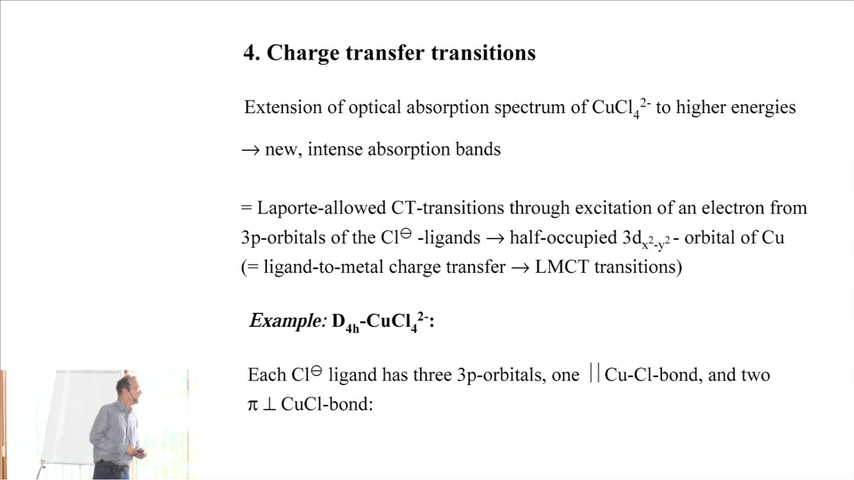 4. Charge transfer transitions
Extension of optical absorption spectrum of CuCl₄²⁻ to higher energies
→ new, intense absorption bands
= Laporte-allowed CT-transitions through excitation of an electron from
3p-orbitals of the Cl⊖ -ligands → half-occupied 3dₓ²-ᵧ² - orbital of Cu
(= ligand-to-metal charge transfer → LMCT transitions)
Example: D₄ₕ-CuCl₄²⁻:
Each Cl⊖ ligand has three 3p-orbitals, one || Cu-Cl-bond, and two
π ⊥ CuCl-bond: